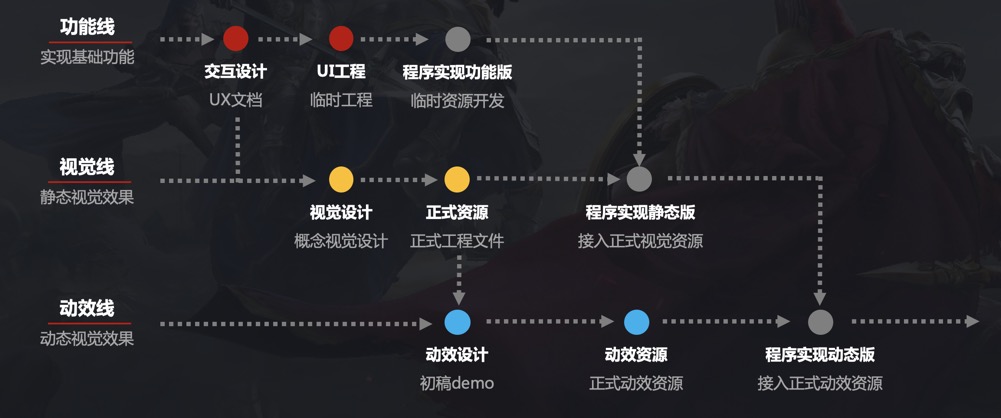 功能线
实现基础功能
交互设计
UX文档
UI工程
临时工程
程序实现功能版
临时资源开发
视觉线
静态视觉效果
视觉设计
概念视觉设计
正式资源
正式工程文件
程序实现静态版
接入正式视觉资源
动效线
动态视觉效果
动效设计
初稿demo
动效资源
正式动效资源
程序实现动态版
接入正式动效资源